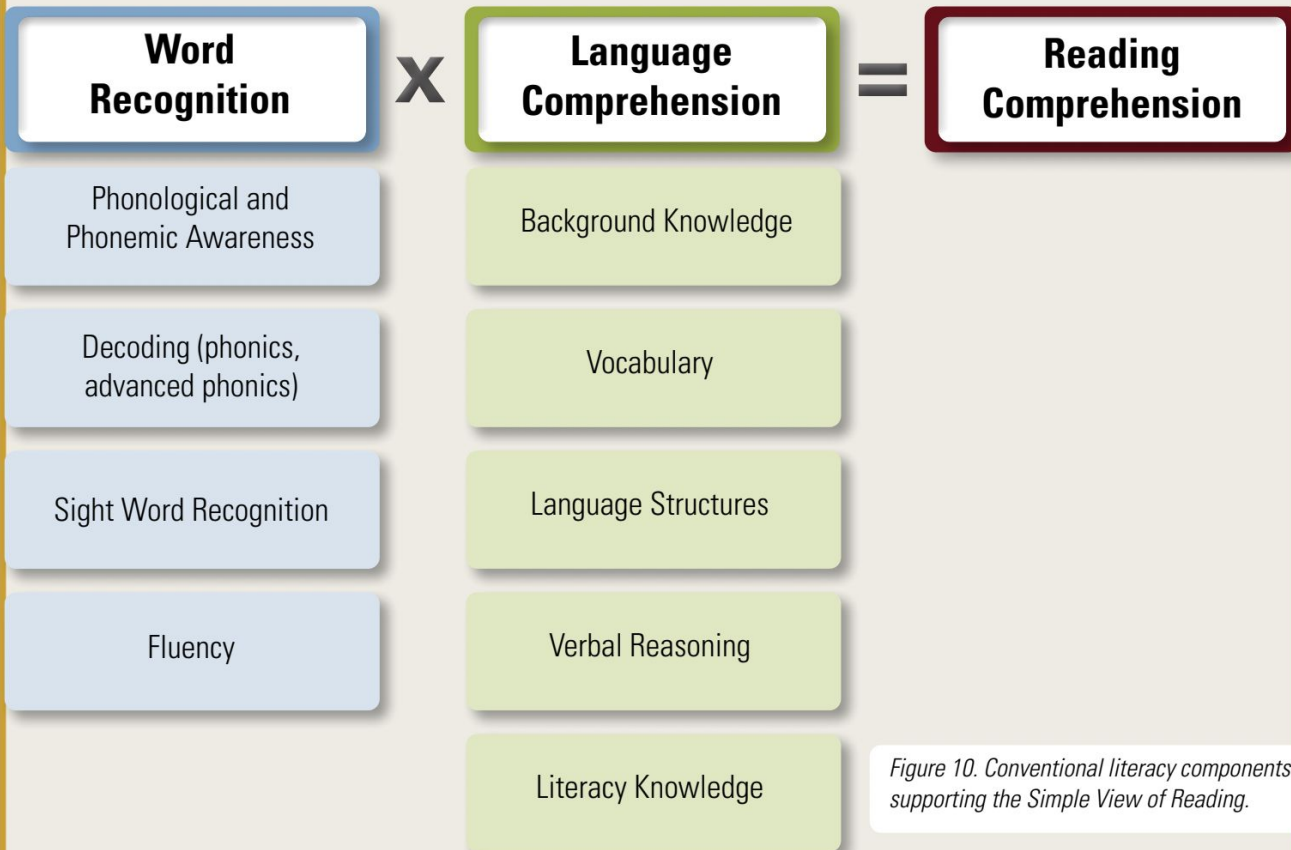 Word
Recognition
x
Language
Comprehension
=
Reading
Comprehension
Phonological and
Phonemic Awareness
Decoding (phonics,
advanced phonics)
Sight Word Recognition
Fluency
Background Knowledge
Vocabulary
Language Structures
Verbal Reasoning
Literacy Knowledge
Figure 10. Conventional literacy components
supporting the Simple View of Reading.